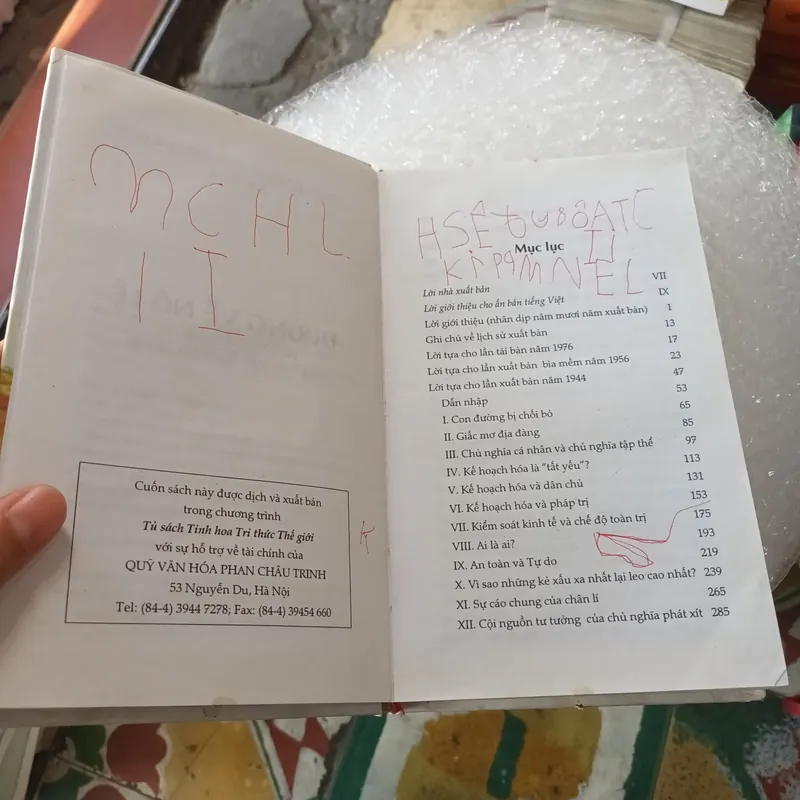 M C H L
I I
Cuốn sách này được dịch và xuất bản
trong chương trình
Tủ sách Tinh hoa Tri thức Thế giới
với sự hỗ trợ về tài chính của
QUỸ VĂN HÓA PHAN CHÂU TRINH
53 Nguyễn Du, Hà Nội
Tel: (84-4) 3944 7278; Fax: (84-4) 39454 660
Mục lục
Lời nhà xuất bản VII
Lời giới thiệu cho ấn bản tiếng Việt IX
Lời giới thiệu (nhân dịp năm mươi năm xuất bản) 1
Ghi chú về lịch sử xuất bản 13
Lời tựa cho lần tái bản năm 1976 17
Lời tựa cho lần xuất bản bìa mềm năm 1956 23
Lời tựa cho lần xuất bản năm 1944 47
Dẫn nhập 53
I. Con đường bị chối bỏ 65
II. Giấc mơ địa đàng 85
III. Chủ nghĩa cá nhân và chủ nghĩa tập thể 97
IV. Kế hoạch hóa là "tất yếu"? 113
V. Kế hoạch hóa và dân chủ 131
VI. Kế hoạch hóa và pháp trị 153
VII. Kiểm soát kinh tế và chế độ toàn trị 175
VIII. Ai là ai? 193
IX. An toàn và Tự do 219
X. Vì sao những kẻ xấu xa nhất lại leo cao nhất? 239
XI. Sự cáo chung của chân lí 265
XII. Cội nguồn tư tưởng của chủ nghĩa phát xít 285